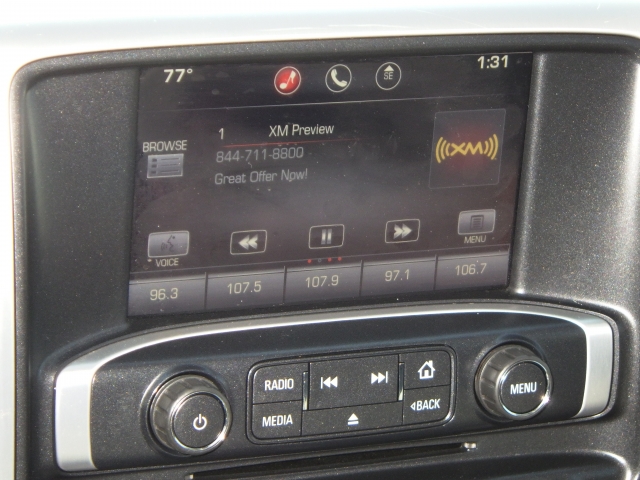 77° SE 1:31
1 XM Preview
BROWSE
844-711-8800
Great Offer Now!
((XM))
VOICE
MENU
96.3 107.5 107.9 97.1 106.7
RADIO
MEDIA
BACK
MENU